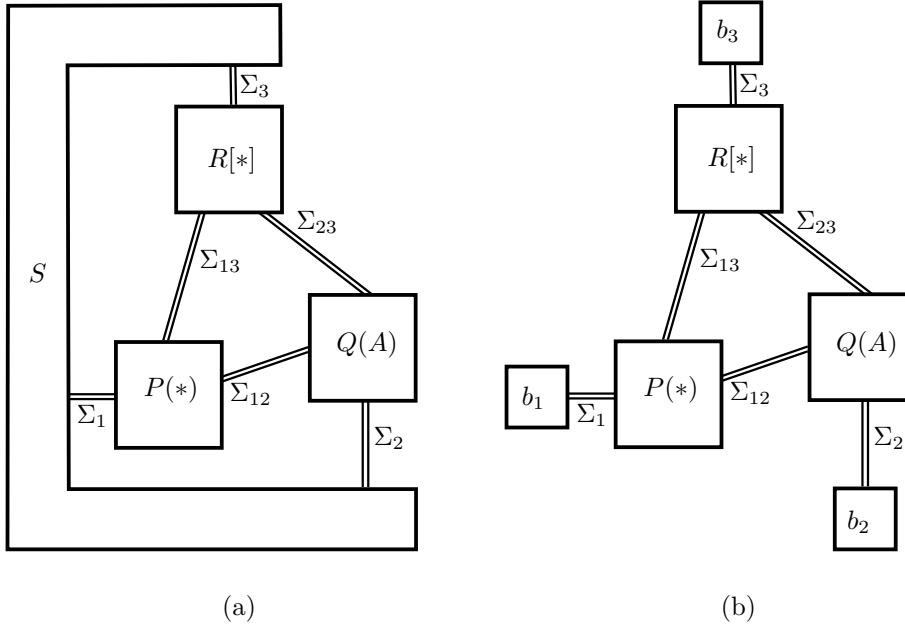 Σ₃
R[∗]
Σ₂₃
Σ₁₃
S
Q(A)
P(∗)
Σ₁₂
Σ₁
Σ₂
(a)
b₃
Σ₃
R[∗]
Σ₂₃
Σ₁₃
Q(A)
P(∗)
Σ₁₂
b₁
Σ₁
Σ₂
b₂
(b)